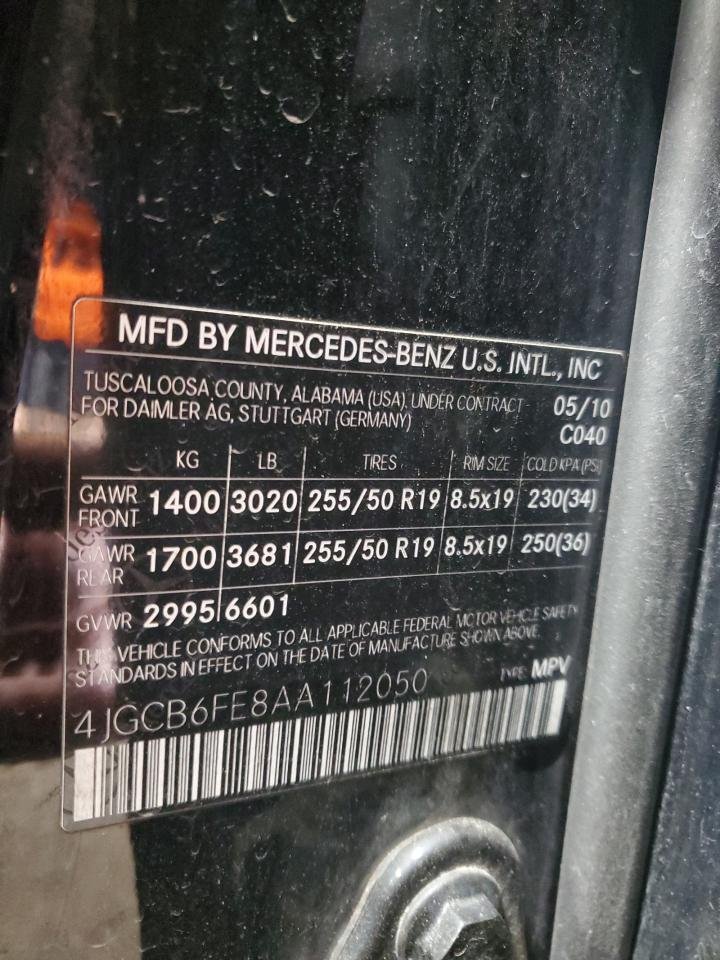 MFD BY MERCEDES-BENZ U.S. INTL., INC
TUSCALOOSA COUNTY, ALABAMA (USA), UNDER CONTRACT 05/10
FOR DAIMLER AG, STUTTGART (GERMANY) C040
KG LB TIRES RIM SIZE COLD KPA (PSI)
GAWR FRONT 1400 3020 255/50 R19 8.5x19 230(34)
GAWR REAR 1700 3681 255/50 R19 8.5x19 250(36)
GVWR 2995 6601
THIS VEHICLE CONFORMS TO ALL APPLICABLE FEDERAL MOTOR VEHICLE SAFETY
STANDARDS IN EFFECT ON THE DATE OF MANUFACTURE SHOWN ABOVE.
4JGCB6FE8AA112050 TYPE: MPV